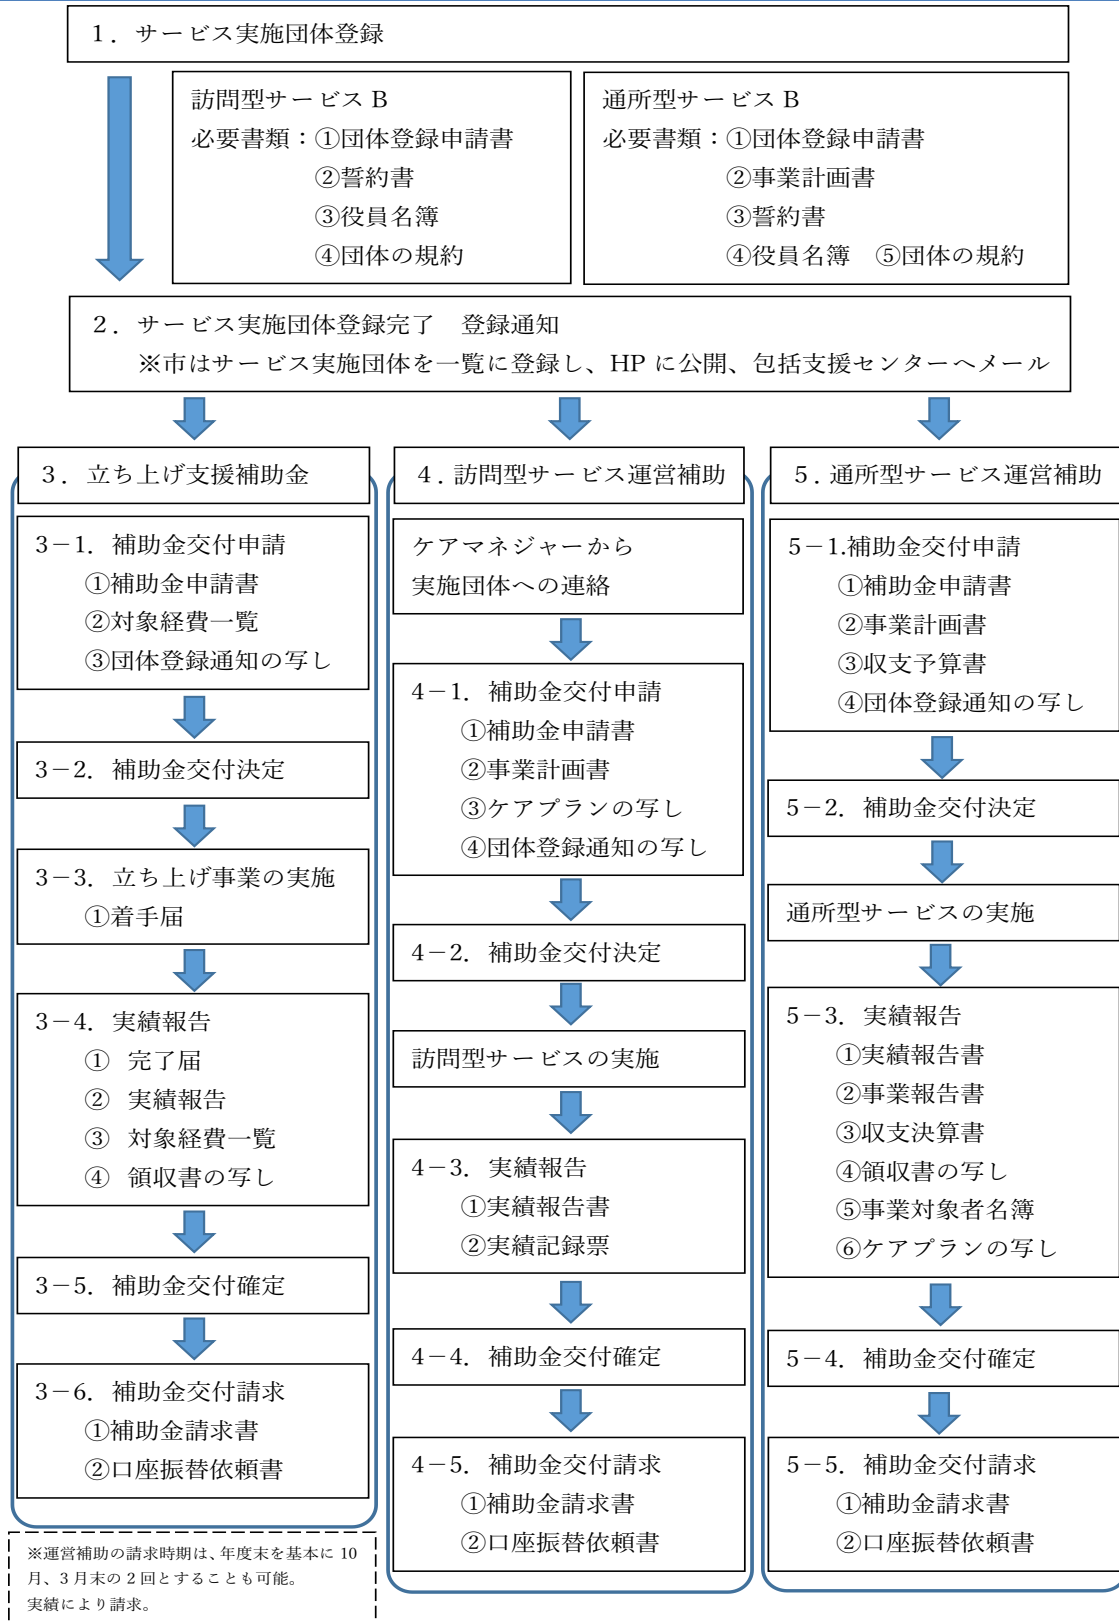 １．サービス実施団体登録
訪問型サービス B
必要書類：①団体登録申請書
②誓約書
③役員名簿
④団体の規約
通所型サービス B
必要書類：①団体登録申請書
②事業計画書
③誓約書
④役員名簿　⑤団体の規約
２．サービス実施団体登録完了　登録通知
※市はサービス実施団体を一覧に登録し、HP に公開、包括支援センターへメール
３．立ち上げ支援補助金
3－1．補助金交付申請
①補助金申請書
②対象経費一覧
③団体登録通知の写し
3－2．補助金交付決定
3－3．立ち上げ事業の実施
①着手届
3－4．実績報告
①　完了届
②　実績報告
③　対象経費一覧
④　領収書の写し
3－5．補助金交付確定
3－6．補助金交付請求
①補助金請求書
②口座振替依頼書
※運営補助の請求時期は、年度末を基本に 10
月、3 月末の 2 回とすることも可能。
実績により請求。
４．訪問型サービス運営補助
ケアマネジャーから
実施団体への連絡
4－1．補助金交付申請
①補助金申請書
②事業計画書
③ケアプランの写し
④団体登録通知の写し
4－2．補助金交付決定
訪問型サービスの実施
4－3．実績報告
①実績報告書
②実績記録票
4－4．補助金交付確定
4－5．補助金交付請求
①補助金請求書
②口座振替依頼書
５．通所型サービス運営補助
5－1.補助金交付申請
①補助金申請書
②事業計画書
③収支予算書
④団体登録通知の写し
5－2．補助金交付決定
通所型サービスの実施
5－3．実績報告
①実績報告書
②事業報告書
③収支決算書
④領収書の写し
⑤事業対象者名簿
⑥ケアプランの写し
5－4．補助金交付確定
5－5．補助金交付請求
①補助金請求書
②口座振替依頼書